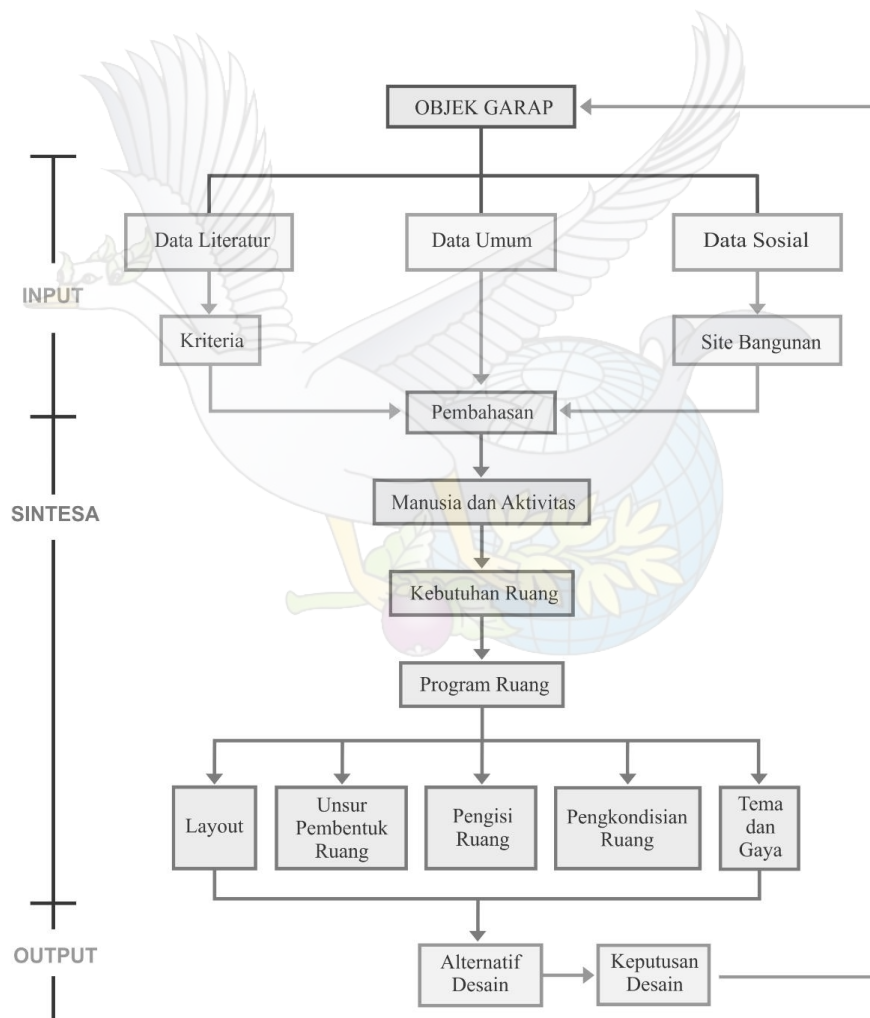 OBJEK GARAP
Data Literatur
Data Umum
Data Sosial
INPUT
Kriteria
Site Bangunan
Pembahasan
Manusia dan Aktivitas
SINTESA
Kebutuhan Ruang
Program Ruang
Layout
Unsur
Pembentuk
Ruang
Pengisi
Ruang
Pengkondisian
Ruang
Tema
dan
Gaya
OUTPUT
Alternatif
Desain
Keputusan
Desain